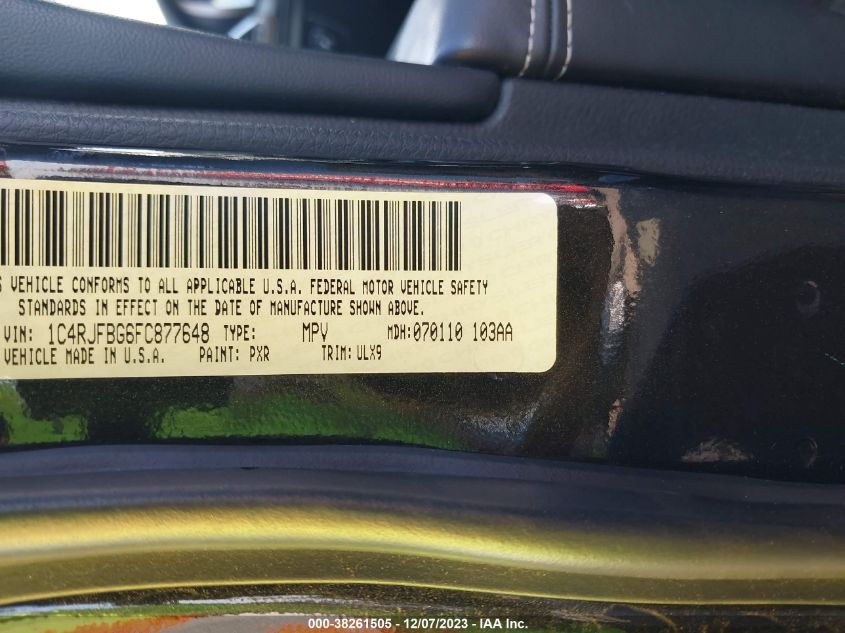 VEHICLE CONFORMS TO ALL APPLICABLE U.S.A. FEDERAL MOTOR VEHICLE SAFETY
STANDARDS IN EFFECT ON THE DATE OF MANUFACTURE SHOWN ABOVE.
VIN: 1C4RJFBG6FC877648 TYPE: MPV MDH:070110 103AA
VEHICLE MADE IN U.S.A. PAINT: PXR TRIM: ULX9
000-38261505 - 12/07/2023 - IAA Inc.